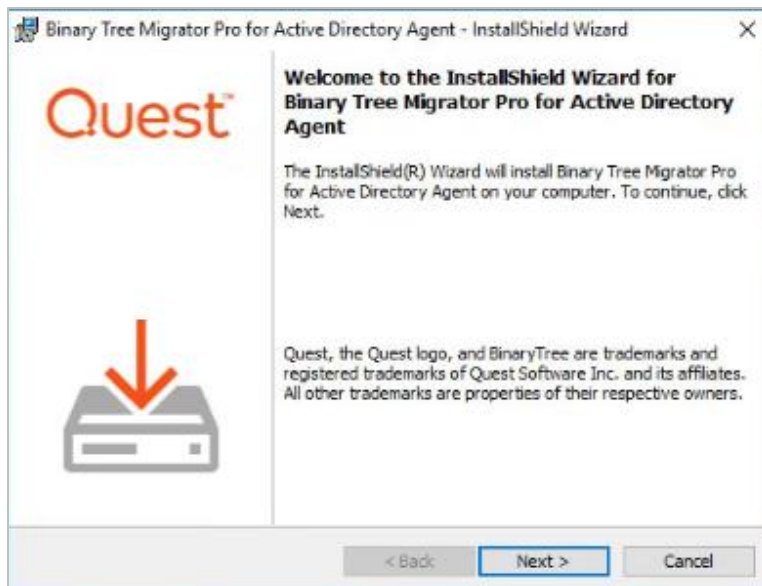 Binary Tree Migrator Pro for Active Directory Agent - InstallShield Wizard
Quest™
Welcome to the InstallShield Wizard for
Binary Tree Migrator Pro for Active Directory
Agent
The InstallShield(R) Wizard will install Binary Tree Migrator Pro
for Active Directory Agent on your computer. To continue, click
Next.
Quest, the Quest logo, and BinaryTree are trademarks and
registered trademarks of Quest Software Inc. and its affiliates.
All other trademarks are properties of their respective owners.
< Back
Next >
Cancel